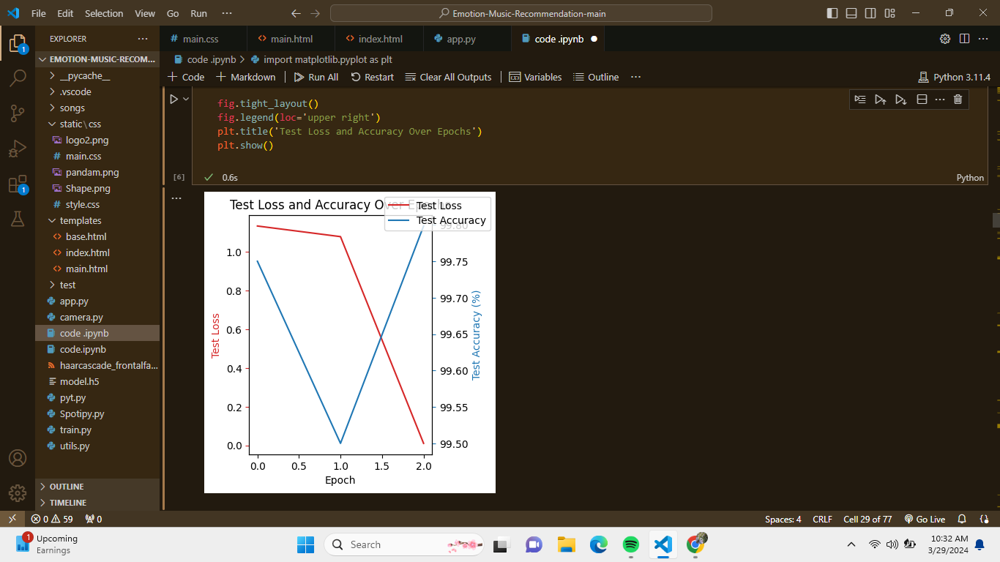 File Edit Selection View Go Run ···
Emotion-Music-Recommendation-main
EXPLORER ···
EMOTION-MUSIC-RECOM...
__pycache__
.vscode
songs
static\css
logo2.png
main.css
pandam.png
Shape.png
style.css
templates
base.html
index.html
main.html
test
app.py
camera.py
code .ipynb
code.ipynb
haarcascade_frontalfa...
model.h5
pyt.py
Spotipy.py
train.py
utils.py
OUTLINE
TIMELINE
1
1
main.css main.html index.html app.py code .ipynb
code .ipynb > import matplotlib.pyplot as plt
Code Markdown Run All Restart Clear All Outputs Variables Outline ··· Python 3.11.4
fig.tight_layout()
fig.legend(loc='upper right')
plt.title('Test Loss and Accuracy Over Epochs')
plt.show()
[6] 0.6s Python
Test Loss and Accuracy Over Epochs
Test Loss
Test Accuracy
1.0
0.8
0.6
0.4
0.2
0.0
Test Loss
99.80
99.75
99.70
99.65
99.60
99.55
99.50
Test Accuracy (%)
0.0 0.5 1.0 1.5 2.0
Epoch
0 59 0 Spaces: 4 CRLF Cell 29 of 77 Go Live
1
Upcoming
Earnings
Search
10:32 AM
3/29/2024